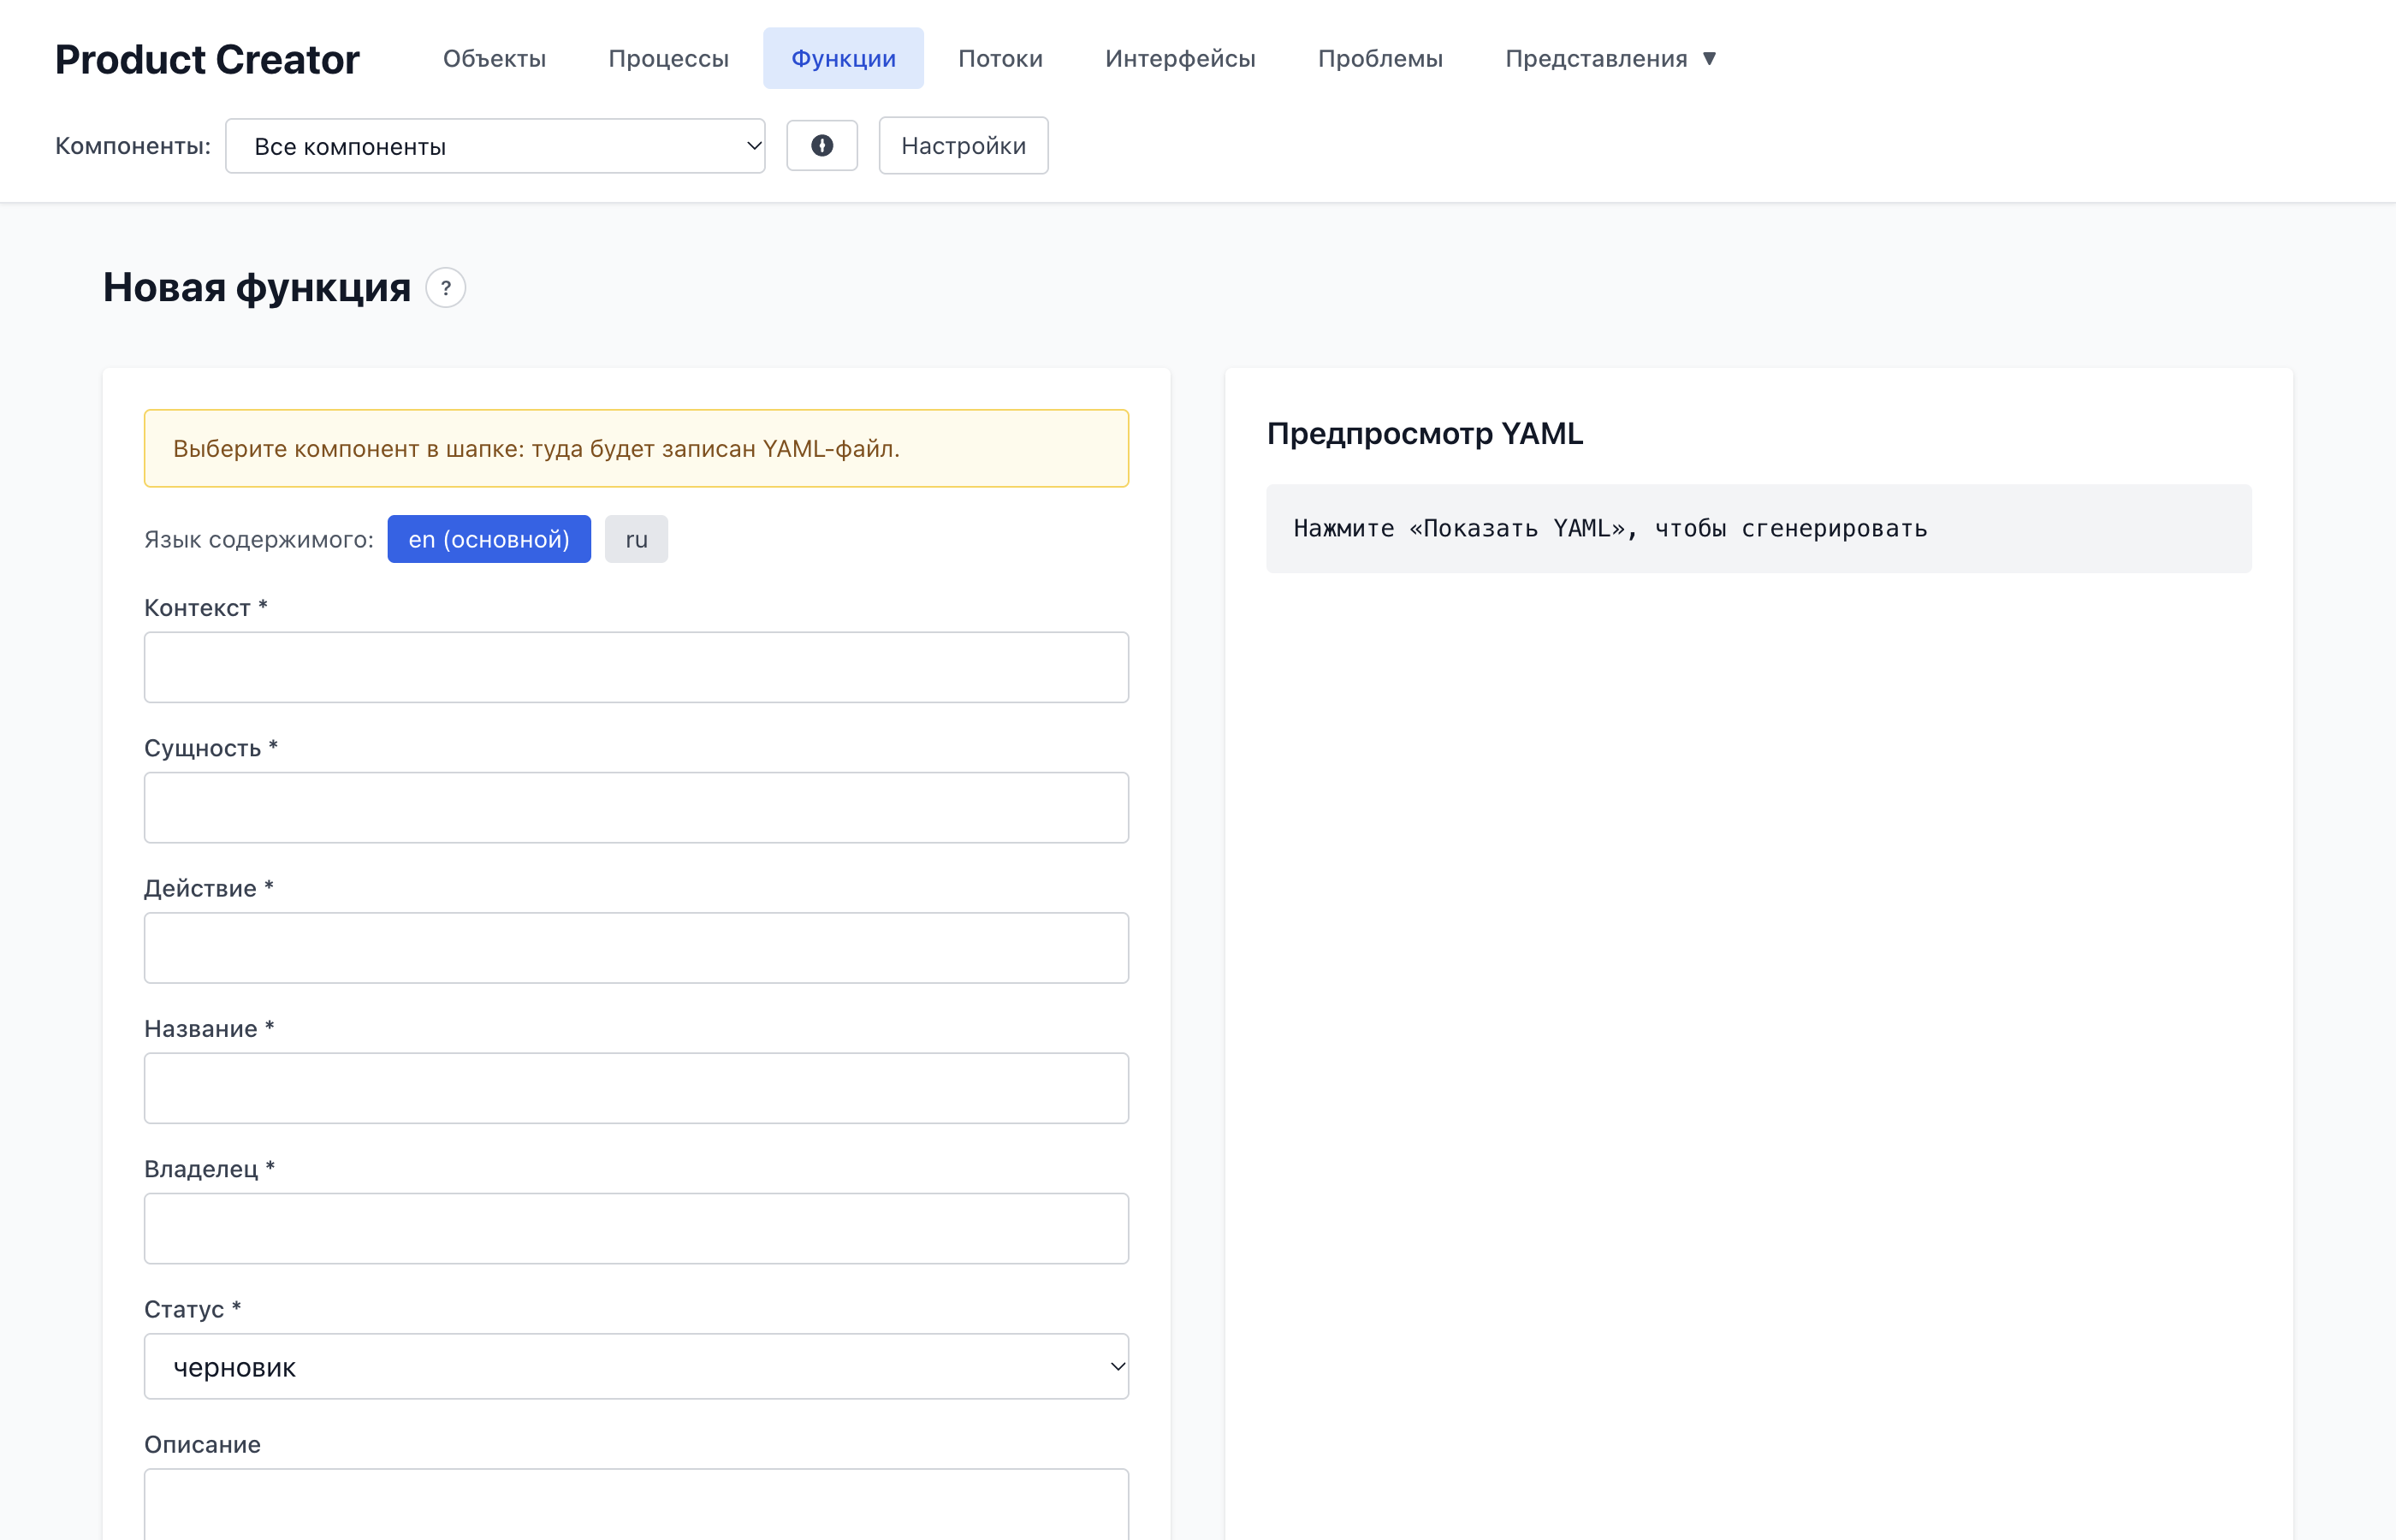 Product Creator
Объекты
Процессы
Функции
Потоки
Интерфейсы
Проблемы
Представления ▼
Компоненты:
Все компоненты
Настройки
Новая функция
?
Выберите компонент в шапке: туда будет записан YAML-файл.
Язык содержимого:
en (основной)
ru
Контекст *
Сущность *
Действие *
Название *
Владелец *
Статус *
черновик
Описание
Предпросмотр YAML
Нажмите «Показать YAML», чтобы сгенерировать